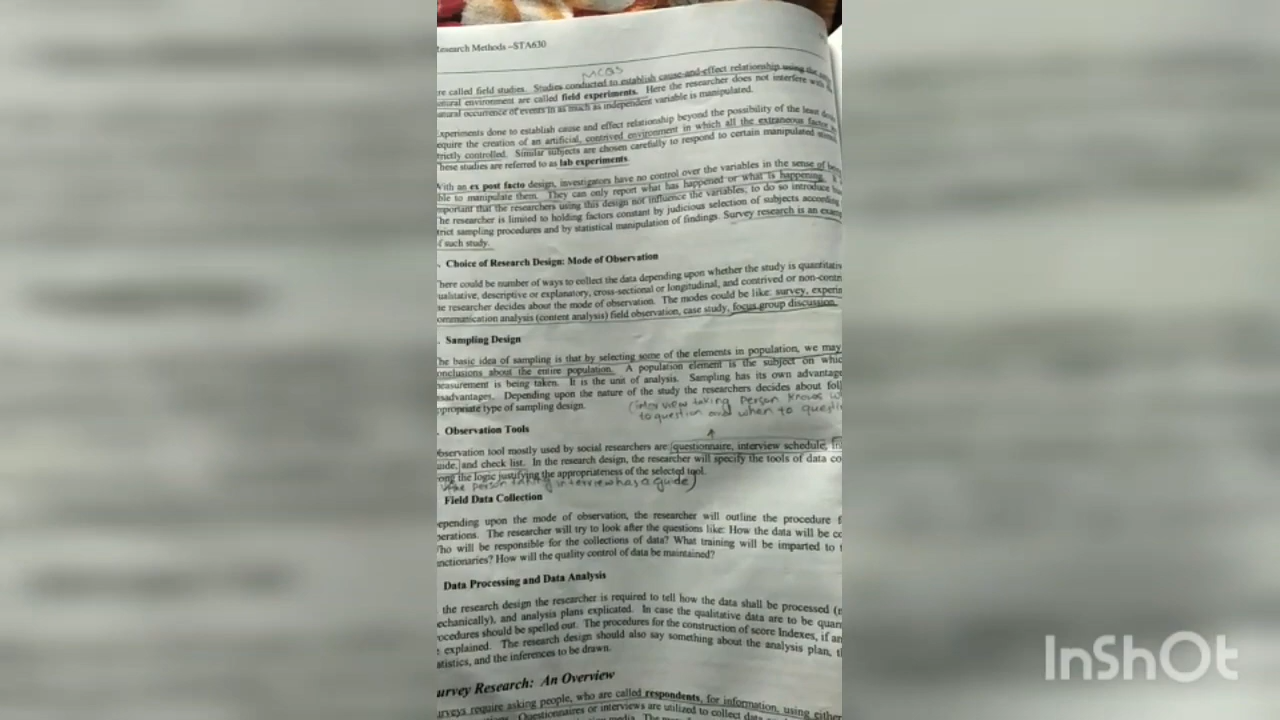 Research Methods –STA630
MCQS
re called field studies. Studies conducted to establish cause-and-effect relationship using the
atural environment are called field experiments. Here the researcher does not interfere with
atural occurrence of events in as much as independent variable is manipulated.
xperiments done to establish cause and effect relationship beyond the possibility of the least
equire the creation of an artificial, contrived environment in which all the extraneous factor
trictly controlled. Similar subjects are chosen carefully to respond to certain manipulated
hese studies are referred to as lab experiments.
With an ex post facto design, investigators have no control over the variables in the sense of
ble to manipulate them. They can only report what has happened or what is happening.
mportant that the researchers using this design not influence the variables, to do so introduce
he researcher is limited to holding factors constant by judicious selection of subjects according
trict sampling procedures and by statistical manipulation of findings. Survey research is an
f such study.
. Choice of Research Design: Mode of Observation
here could be number of ways to collect the data depending upon whether the study is quantitativ
ualitative, descriptive or explanatory, cross-sectional or longitudinal, and contrived or non-contri
he researcher decides about the mode of observation. The modes could be like: survey, experim
ommunication analysis (content analysis) field observation, case study, focus group discussion.
. Sampling Design
he basic idea of sampling is that by selecting some of the elements in population, we may
onclusions about the entire population. A population element is the subject on whic
easurement is being taken. It is the unit of analysis. Sampling has its own advantage
isadvantages. Depending upon the nature of the study the researchers decides about foll
ppropriate type of sampling design. (interview taking person knows
to question and when to questi
. Observation Tools
bservation tool mostly used by social researchers are questionnaire, interview schedule,
uide, and check list. In the research design, the researcher will specify the tools of data co
ong the logic justifying the appropriateness of the selected tool.
person taking interview has a guide)
Field Data Collection
epending upon the mode of observation, the researcher will outline the procedure f
perations. The researcher will try to look after the questions like: How the data will be co
ho will be responsible for the collections of data? What training will be imparted to
nctionaries? How will the quality control of data be maintained?
Data Processing and Data Analysis
the research design the researcher is required to tell how the data shall be processed
echanically), and analysis plans explicated. In case the qualitative data are to be quan
rocedures should be spelled out. The procedures for the construction of score Indexes, if an
explained. The research design should also say something about the analysis plan,
atistics, and the inferences to be drawn.
urvey Research: An Overview
urveys require asking people, who are called respondents, for information, using either
Questionnaires or interviews are utilized to collect data
InShOt